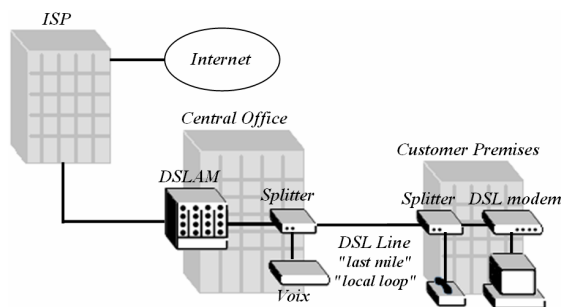 ISP
Internet
Central Office
Customer Premises
DSLAM
Splitter
Splitter
DSL modem
DSL Line
"last mile"
"local loop"
Voix